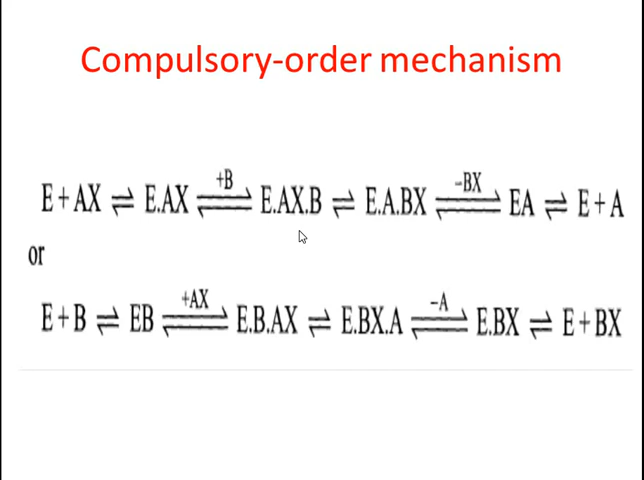 Compulsory-order mechanism
E + AX ⇌ E.AX ⇌ +B E.AX.B ⇌ E.A.BX ⇌ −BX EA ⇌ E + A
or
E + B ⇌ EB ⇌ +AX E.B.AX ⇌ E.BX.A ⇌ −A E.BX ⇌ E + BX